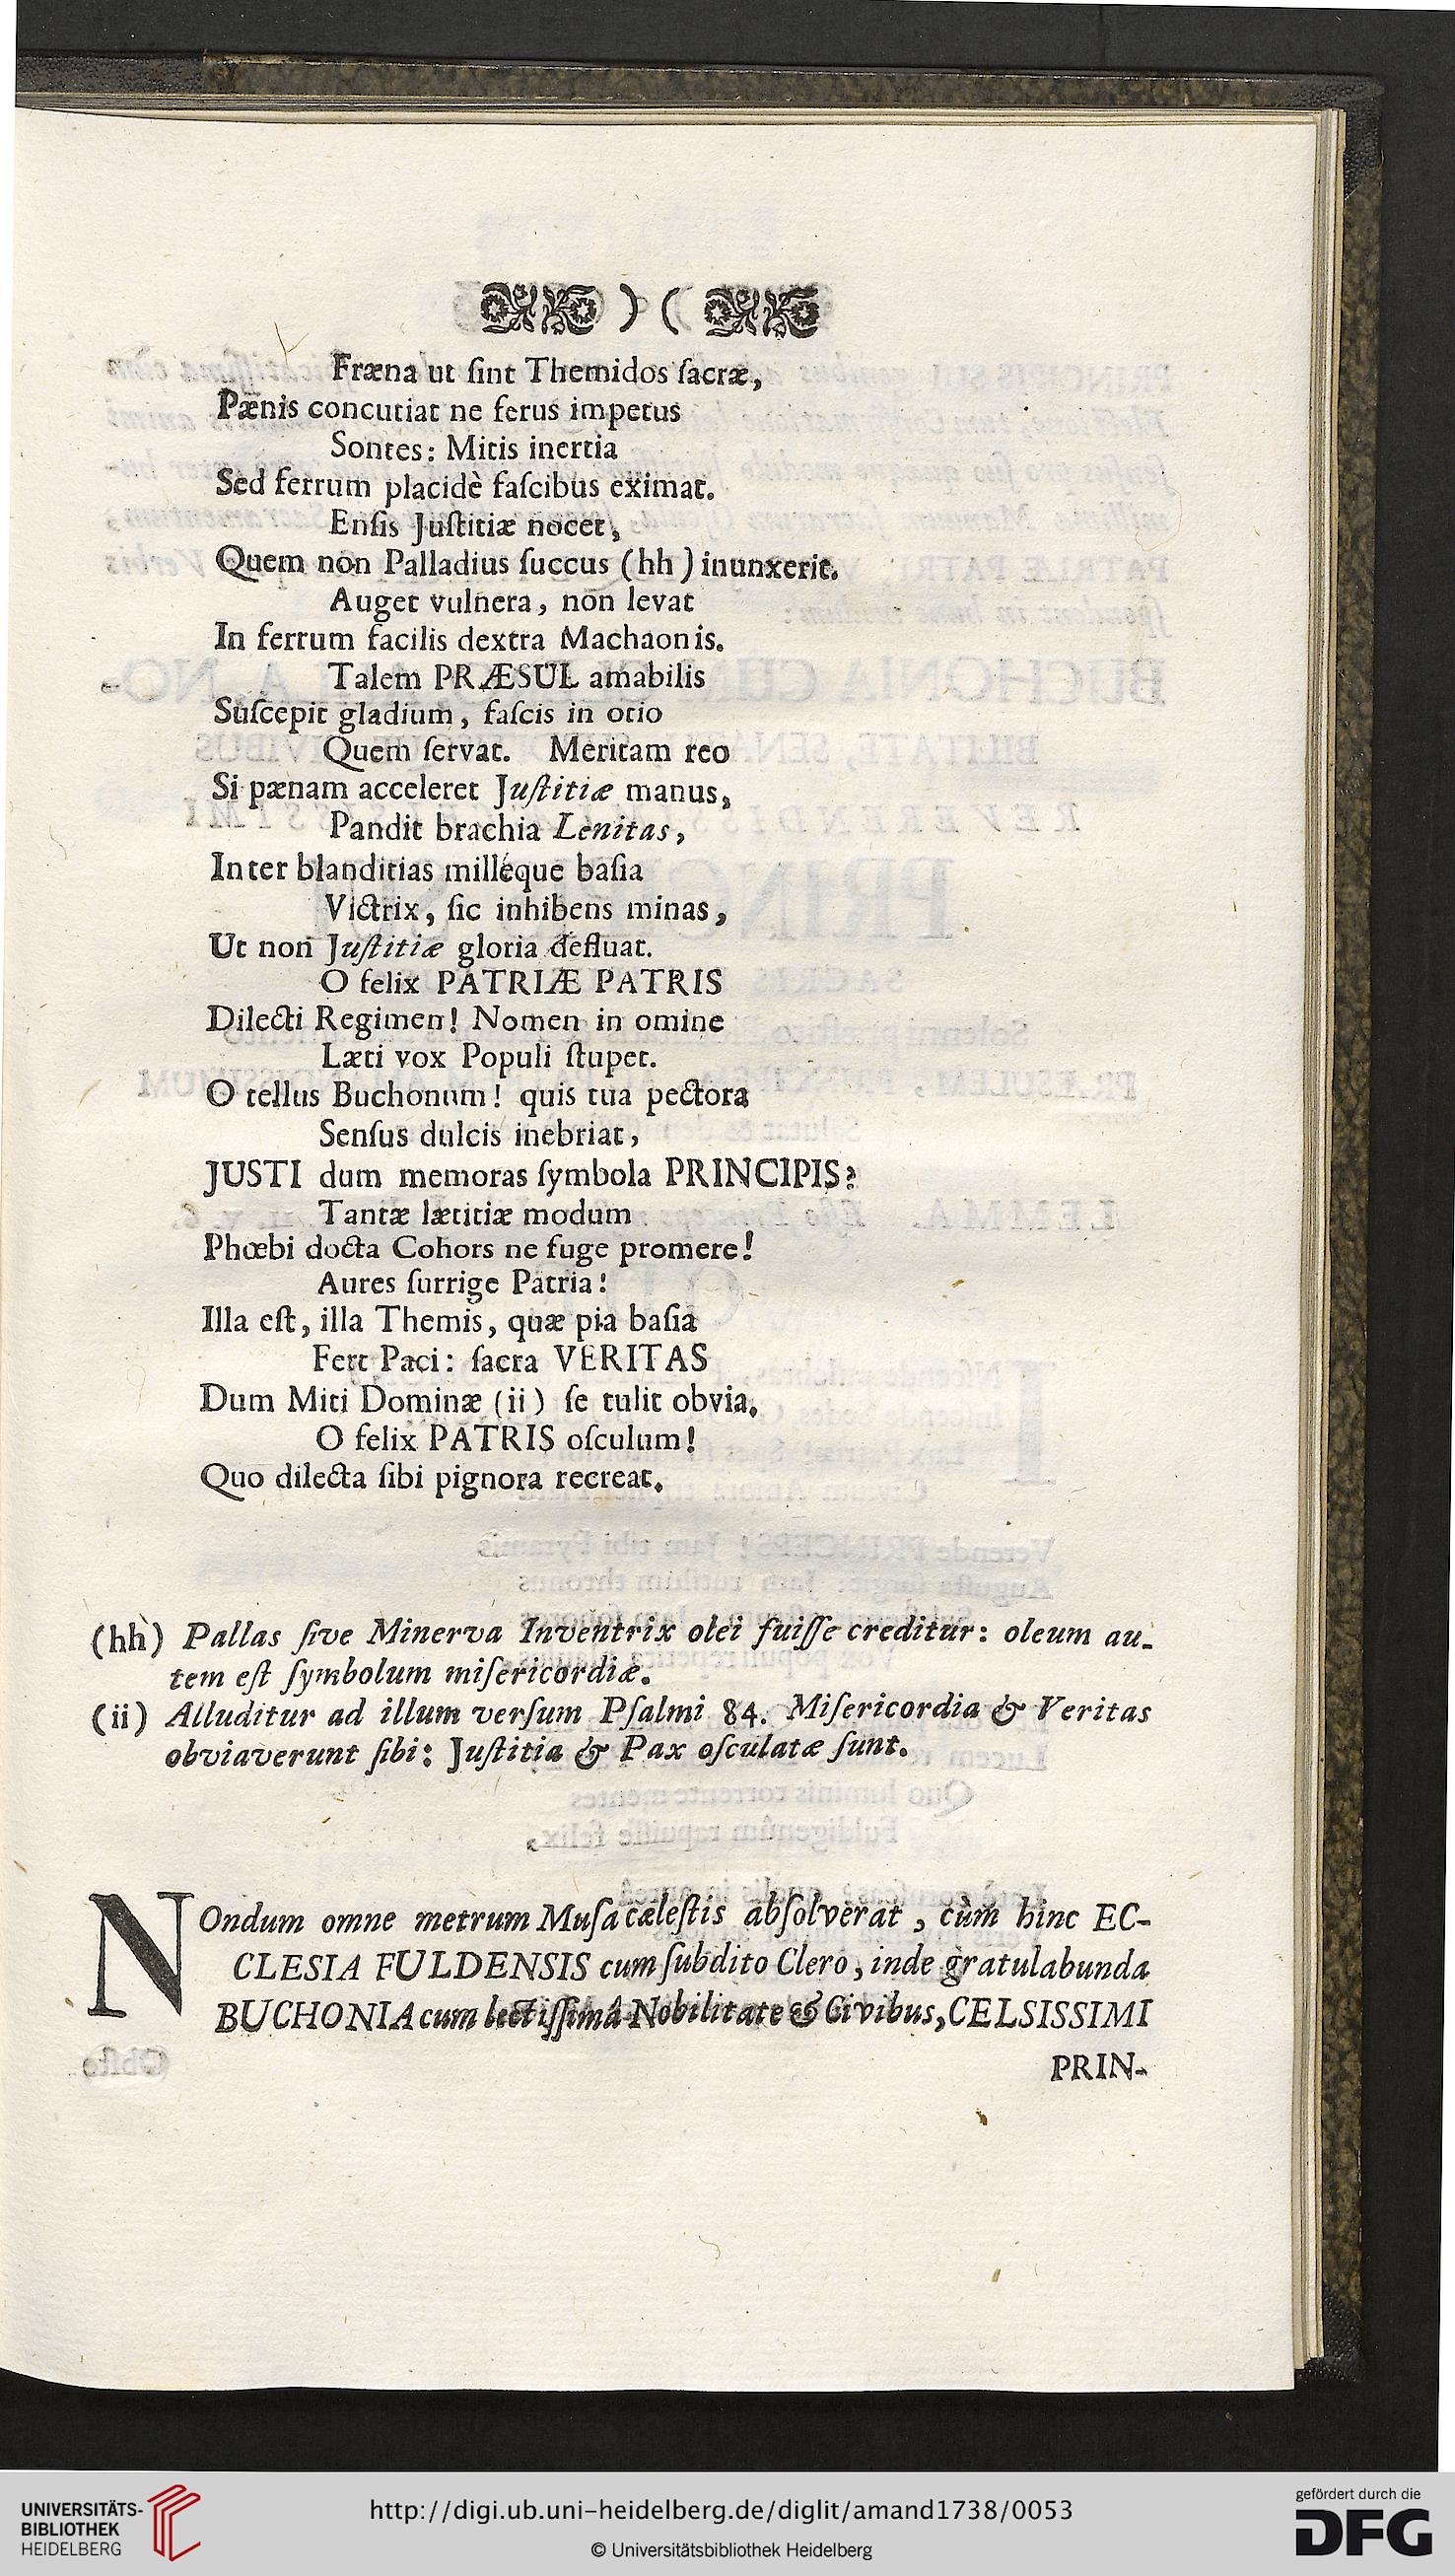 ) (
Fræna ut ſint Themidos ſacræ,
Pænis concutiat ne ferus impetus
Sontes: Mitis inertia
Sed ferrum placidè faſcibus eximat.
Enſis Juſtitiæ nocet,
Quem non Palladius ſuccus (hh) inunxerit.
Auget vulnera, non levat
In ferrum facilis dextra Machaonis.
Talem PRÆSUL amabilis
Suſcepit gladium, faſcis in otio
Quem ſervat. Meritam reo
Si pænam acceleret Juſtitiæ manus,
Pandit brachia Lenitas,
Inter blanditias milléque baſia
Victrix, ſic inhibens minas,
Ut non Juſtitiæ gloria defluat.
O felix PATRIÆ PATRIS
Dilecti Regimen! Nomen in omine
Læti vox Populi ſtupet.
O tellus Buchonum! quis tua pectora
Senſus dulcis inebriat,
JUSTI dum memoras ſymbola PRINCIPIS?
Tantæ lætitiæ modum
Phœbi docta Cohors ne fuge promere!
Aures ſurrige Patria!
Illa eſt, illa Themis, quæ pia baſia
Fert Paci: ſacra VERITAS
Dum Miti Dominæ (ii) ſe tulit obvia.
O felix PATRIS oſculum!
Quo dilecta ſibi pignora recreat.
(hh) Pallas ſive Minerva Inventrix olei fuiſſe creditur: oleum au-
tem eſt ſymbolum miſericordiæ.
(ii) Alluditur ad illum verſum Pſalmi 84. Miſericordia & Veritas
obviaverunt ſibi: Juſtitia & Pax oſculatæ ſunt.
NOndum omne metrum Muſa cæleſtis abſolverat, cùm hinc EC-
CLESIA FULDENSIS cum ſubdito Clero, inde gratulabunda
BUCHONIA cum lectiſſimâ Nobilitate & Civibus, CELSISSIMI
PRIN-
UNIVERSITÄTS-
BIBLIOTHEK
HEIDELBERG
http://digi.ub.uni-heidelberg.de/diglit/amand1738/0053
© Universitätsbibliothek Heidelberg
gefördert durch die
DFG